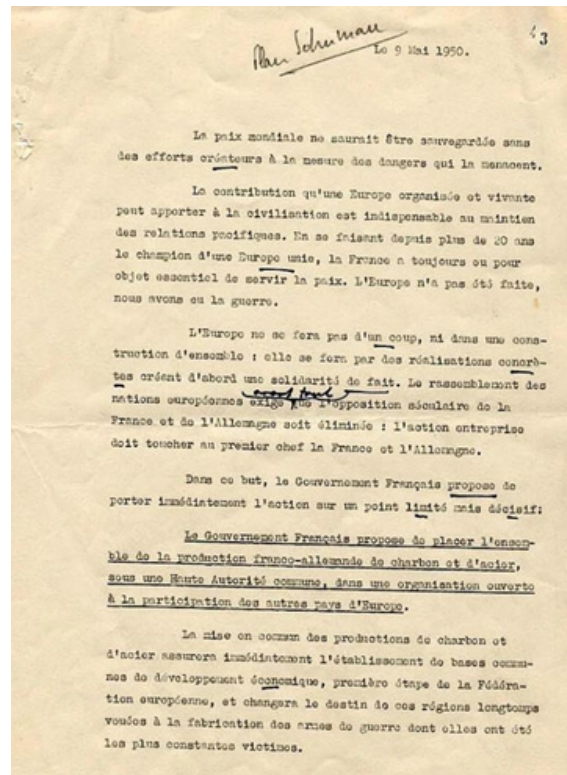 Plan Schuman
63
Le 9 Mai 1950.
La paix mondiale ne saurait être sauvegardée sans
des efforts créateurs à la mesure des dangers qui la menacent.
La contribution qu'une Europe organisée et vivante
peut apporter à la civilisation est indispensable au maintien
des relations pacifiques. En se faisant depuis plus de 20 ans
le champion d'une Europe unie, la France a toujours eu pour
objet essentiel de servir la paix. L'Europe n'a pas été faite,
nous avons eu la guerre.
L'Europe ne se fera pas d'un coup, ni dans une cons-
truction d'ensemble : elle se fera par des réalisations concrè-
tes créant d'abord une solidarité de fait. Le rassemblement des
avant tout
nations européennes exige que l'opposition séculaire de la
France et de l'Allemagne soit éliminée : l'action entreprise
doit toucher au premier chef la France et l'Allemagne.
Dans ce but, le Gouvernement Français propose de
porter immédiatement l'action sur un point limité mais décisif:
Le Gouvernement Français propose de placer l'ensem-
ble de la production franco-allemande de charbon et d'acier,
sous une Haute Autorité commune, dans une organisation ouverte
à la participation des autres pays d'Europe.
La mise en commun des productions de charbon et
d'acier assurera immédiatement l'établissement de bases commu-
nes de développement économique, première étape de la Fédéra-
tion européenne, et changera le destin de ces régions longtemps
vouées à la fabrication des armes de guerre dont elles ont été
les plus constantes victimes.